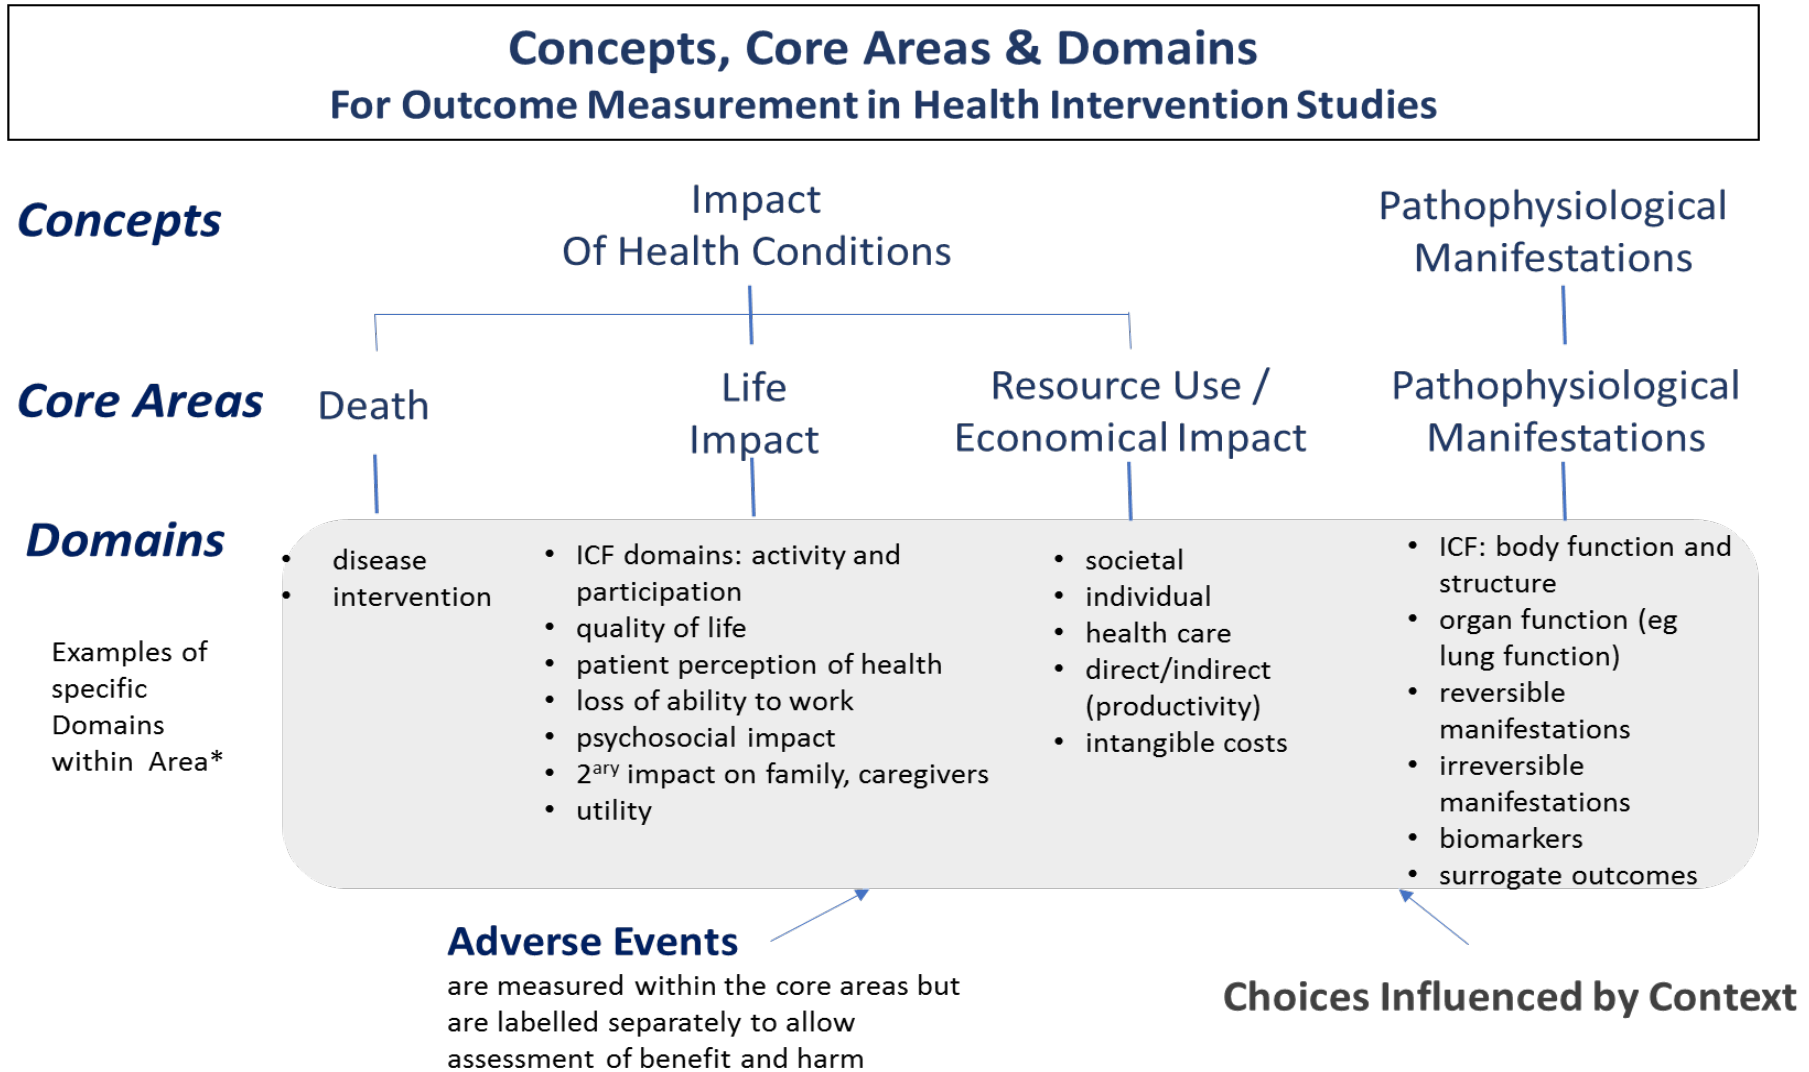 Concepts, Core Areas & Domains
For Outcome Measurement in Health Intervention Studies
Concepts
Impact
Of Health Conditions
Pathophysiological
Manifestations
Core Areas
Death
Life
Impact
Resource Use /
Economical Impact
Pathophysiological
Manifestations
Domains
Examples of
specific
Domains
within Area*
• disease
• intervention
• ICF domains: activity and
participation
• quality of life
• patient perception of health
• loss of ability to work
• psychosocial impact
• 2ary impact on family, caregivers
• utility
• societal
• individual
• health care
• direct/indirect
(productivity)
• intangible costs
• ICF: body function and
structure
• organ function (eg
lung function)
• reversible
manifestations
• irreversible
manifestations
• biomarkers
• surrogate outcomes
Adverse Events
are measured within the core areas but
are labelled separately to allow
assessment of benefit and harm
Choices Influenced by Context